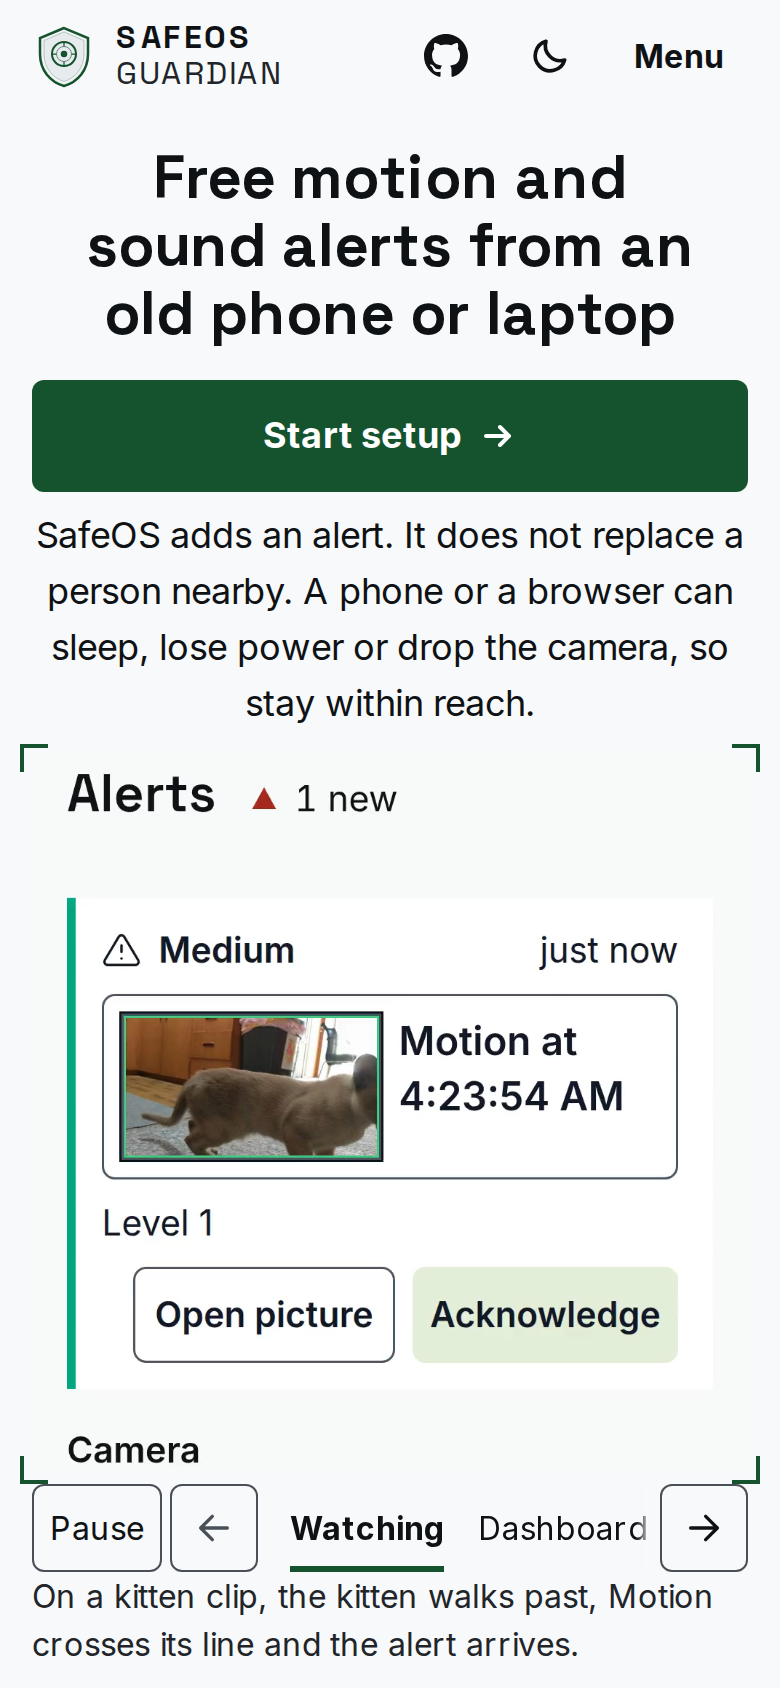 SAFEOS
GUARDIAN
Menu
Free motion and
sound alerts from an
old phone or laptop
Start setup →
SafeOS adds an alert. It does not replace a
person nearby. A phone or a browser can
sleep, lose power or drop the camera, so
stay within reach.
Alerts ▲ 1 new
Medium just now
Motion at
4:23:54 AM
Level 1
Open picture Acknowledge
Camera
Pause ← Watching Dashboard →
On a kitten clip, the kitten walks past, Motion
crosses its line and the alert arrives.